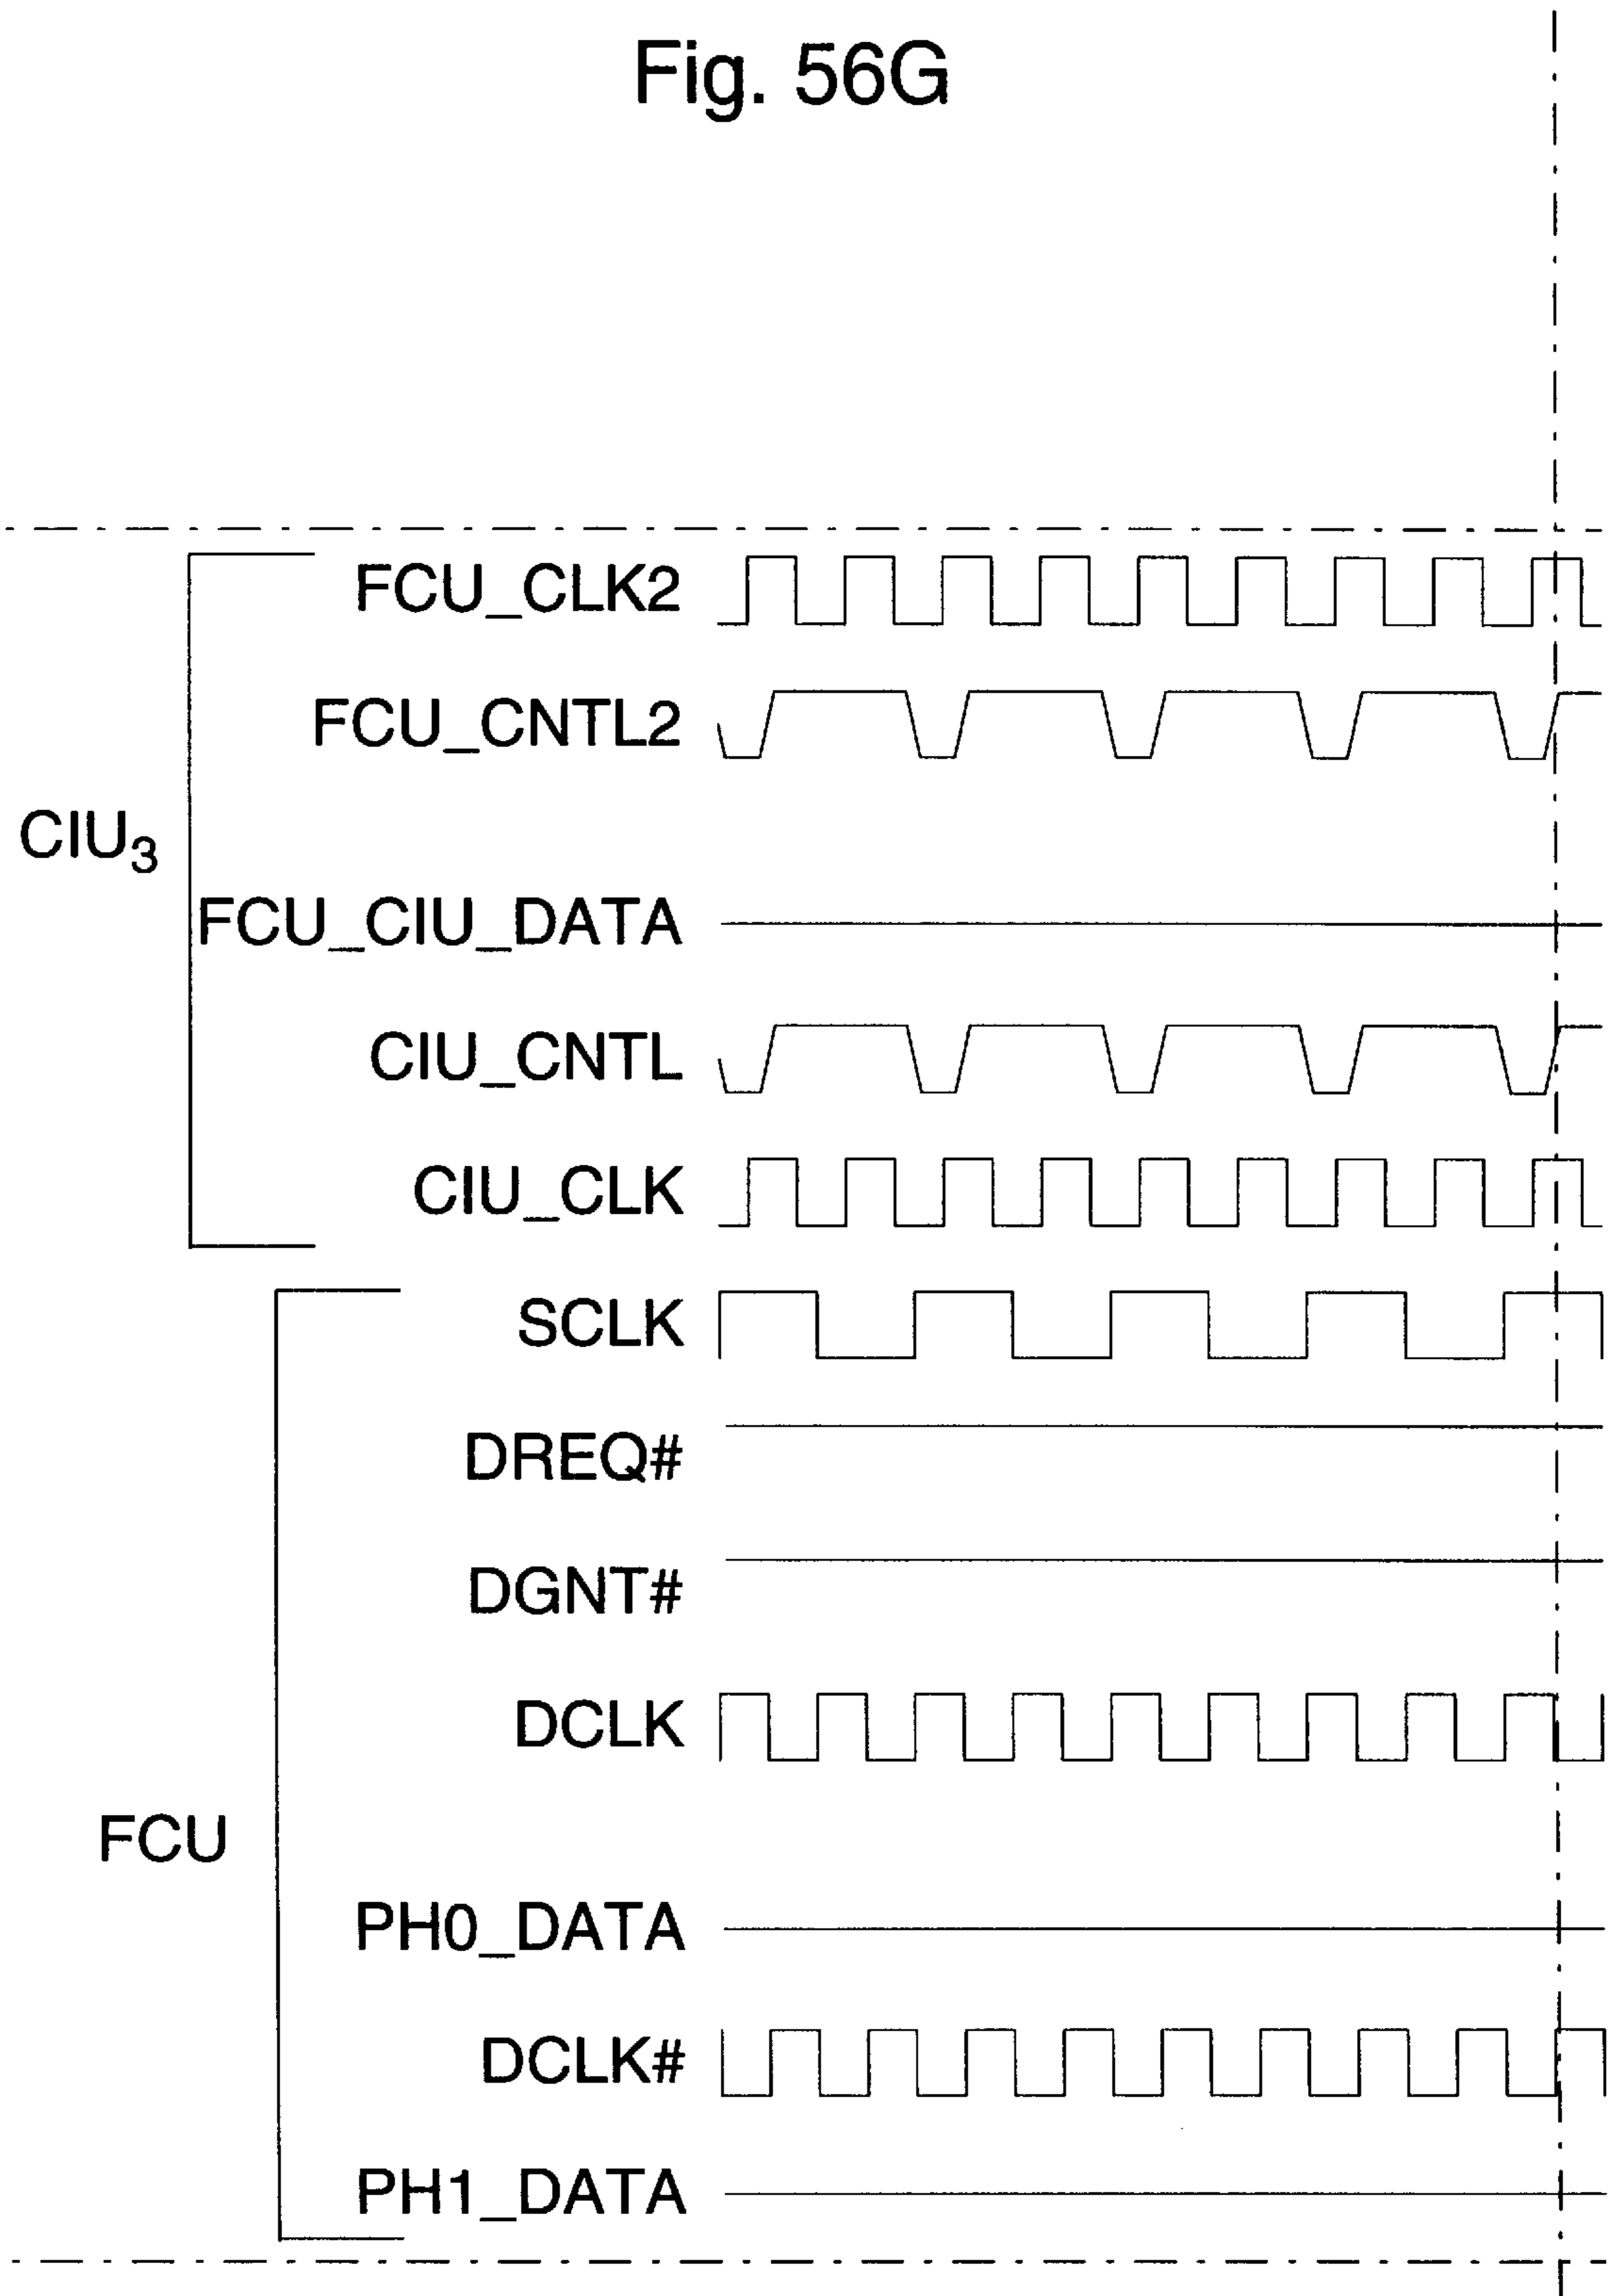 Fig. 56G
FCU_CLK2
FCU_CNTL2
CIU₃
FCU_CIU_DATA
CIU_CNTL
CIU_CLK
SCLK
DREQ#
DGNT#
DCLK
FCU
PH0_DATA
DCLK#
PH1_DATA